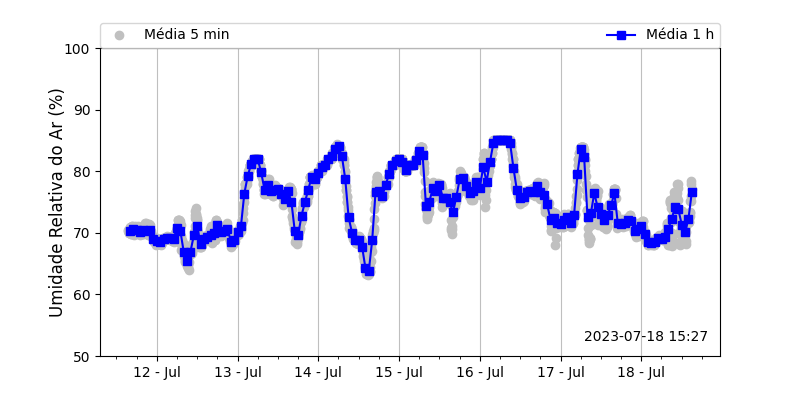 Média 5 min
Média 1 h
Umidade Relativa do Ar (%)
100
90
80
70
60
50
2023-07-18 15:27
12 - Jul
13 - Jul
14 - Jul
15 - Jul
16 - Jul
17 - Jul
18 - Jul